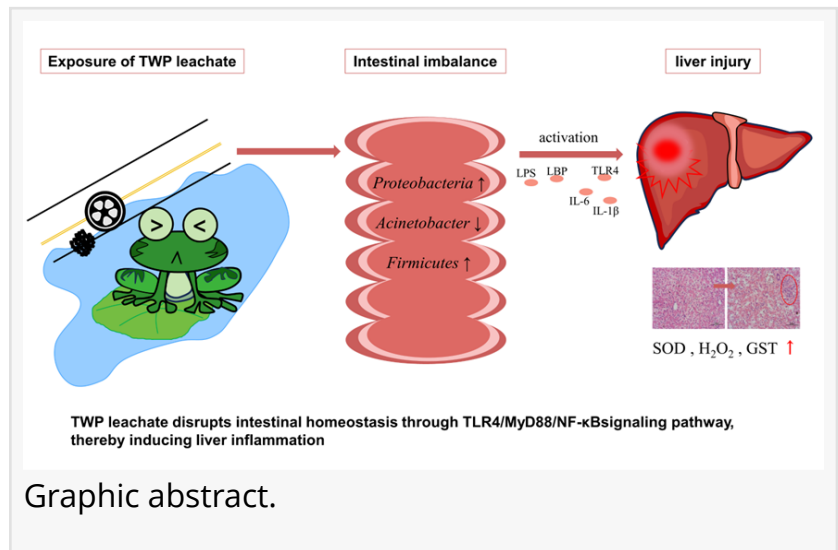 Exposure of TWP leachate
Intestinal imbalance
liver injury
activation
LPS LBP TLR4
IL-6
IL-1β
Proteobacteria ↑
Acinetobacter ↓
Firmicutes ↑
SOD , H₂O₂ , GST ↑
TWP leachate disrupts intestinal homeostasis through TLR4/MyD88/NF-κBsignaling pathway,
thereby inducing liver inflammation
Graphic abstract.